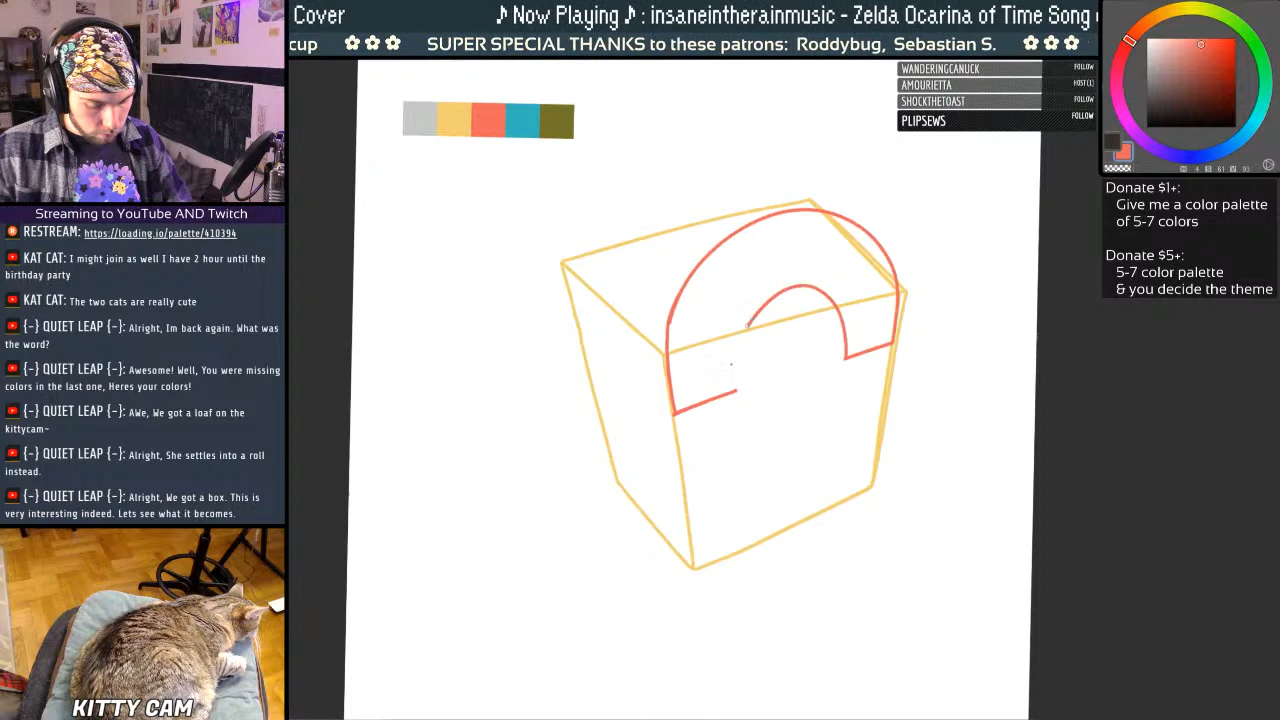 Cover
♪ Now Playing ♪ : insaneintherainmusic - Zelda Ocarina of Time Song
cup ✿ ✿ ✿ SUPER SPECIAL THANKS to these patrons: Roddybug, Sebastian S. ✿ ✿ ✿
WANDERINGCANUCK FOLLOW
AMOURIETTA HOST(1)
SHOCKTHETOAST FOLLOW
PLIPSEWS FOLLOW
Donate $1+:
Give me a color palette
of 5-7 colors
Donate $5+:
5-7 color palette
& you decide the theme
Streaming to YouTube AND Twitch
RESTREAM: https://loading.io/palette/410394
KAT CAT: I might join as well I have 2 hour until the
birthday party
KAT CAT: The two cats are really cute
{-} QUIET LEAP {-}: Alright, Im back again. What was
the word?
{-} QUIET LEAP {-}: Awesome! Well, You were missing
colors in the last one, Heres your colors!
{-} QUIET LEAP {-}: AWe, We got a loaf on the
kittycam~
{-} QUIET LEAP {-}: Alright, She settles into a roll
instead.
{-} QUIET LEAP {-}: Alright, We got a box. This is
very interesting indeed. Lets see what it becomes.
KITTY CAM